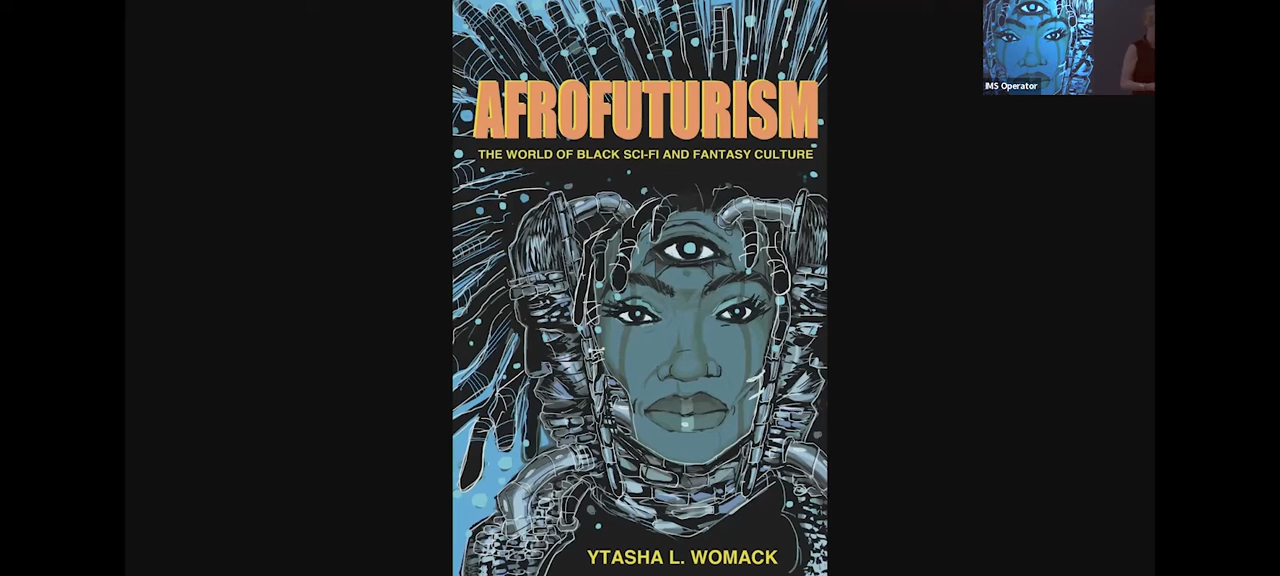 AFROFUTURISM
THE WORLD OF BLACK SCI-FI AND FANTASY CULTURE
YTASHA L. WOMACK
IMS Operator